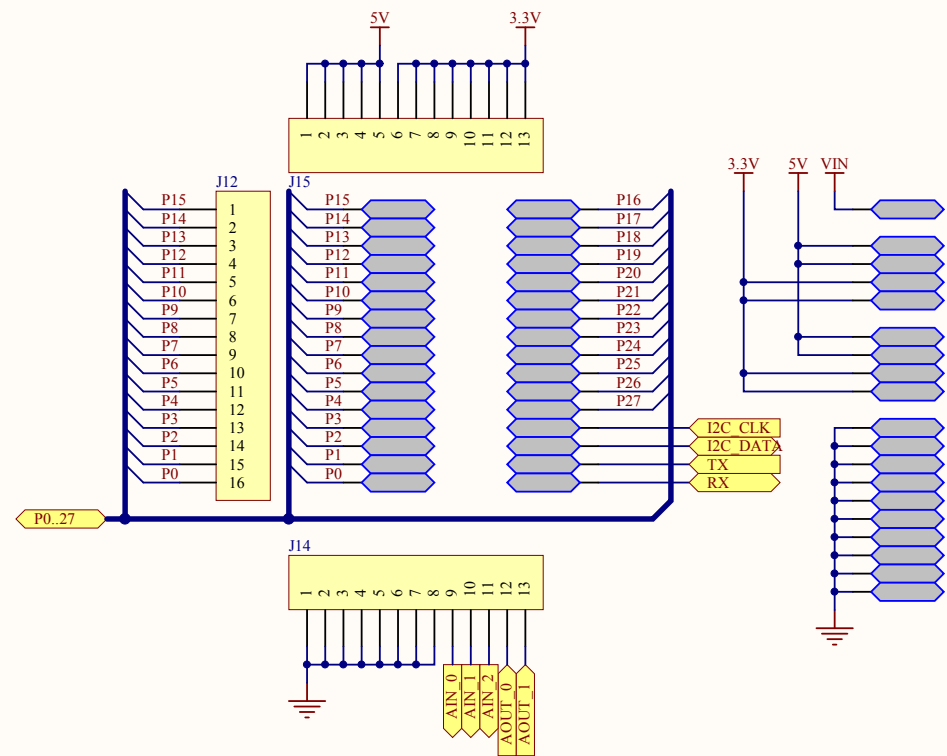 5V 3.3V
1 2 3 4 5 6 7 8 9 10 11 12 13
3.3V 5V VIN
J12 J15
P15 1 P15 P16
P14 2 P14 P17
P13 3 P13 P18
P12 4 P12 P19
P11 5 P11 P20
P10 6 P10 P21
P9 7 P9 P22
P8 8 P8 P23
P7 9 P7 P24
P6 10 P6 P25
P5 11 P5 P26
P4 12 P4 P27
P3 13 P3 I2C_CLK
P2 14 P2 I2C_DATA
P1 15 P1 TX
P0 16 P0 RX
P0..27
J14
1 2 3 4 5 6 7 8 9 10 11 12 13
AIN_0 AIN_1 AIN_2 AOUT_0 AOUT_1